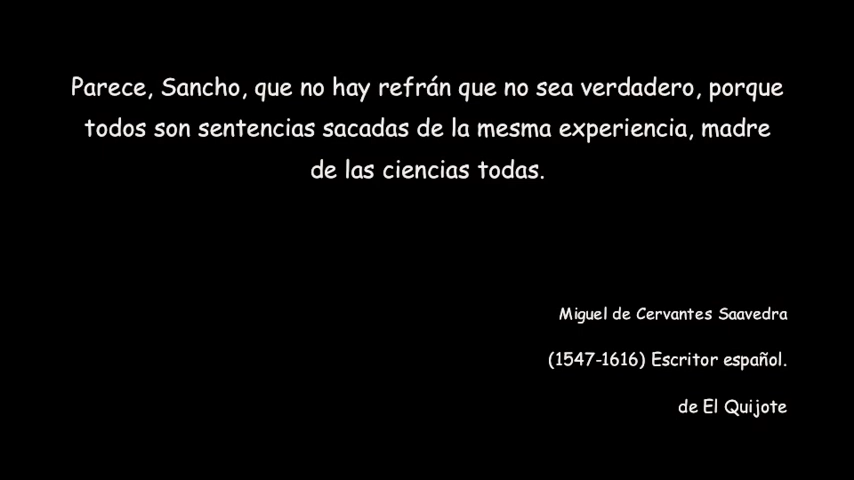 Parece, Sancho, que no hay refrán que no sea verdadero, porque
todos son sentencias sacadas de la mesma experiencia, madre
de las ciencias todas.
Miguel de Cervantes Saavedra
(1547-1616) Escritor español.
de El Quijote